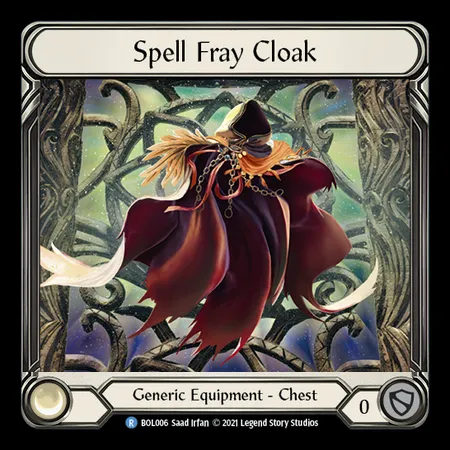 Spell Fray Cloak
Generic Equipment - Chest
0
R BOL006 Saad Irfan © 2021 Legend Story Studios